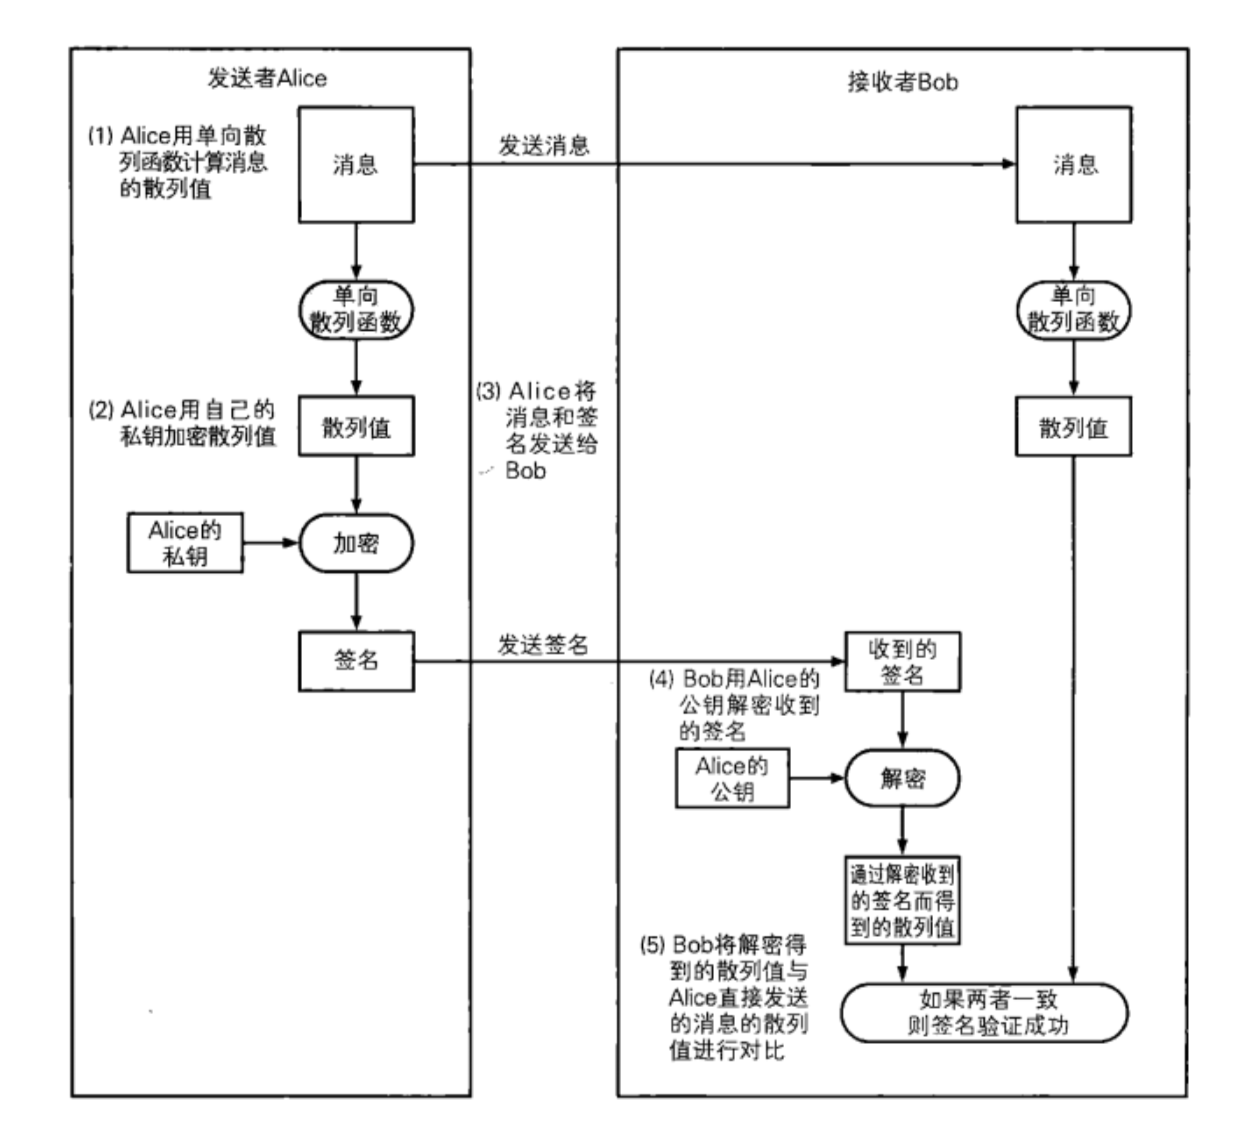 发送者Alice
(1) Alice用单向散
列函数计算消息
的散列值
消息
单向
散列函数
(2) Alice用自己的
私钥加密散列值
散列值
Alice的
私钥
加密
签名
发送消息
(3) Alice将
消息和签
名发送给
Bob
发送签名
接收者Bob
消息
单向
散列函数
散列值
收到的
签名
(4) Bob用Alice的
公钥解密收到
的签名
Alice的
公钥
解密
通过解密收到
的签名而得
到的散列值
(5) Bob将解密得
到的散列值与
Alice直接发送
的消息的散列
值进行对比
如果两者一致
则签名验证成功